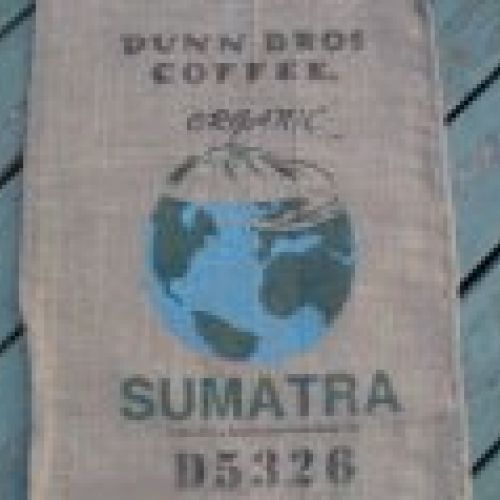 DUNN BROS
COFFEE
ORGANIC
SUMATRA
D5326